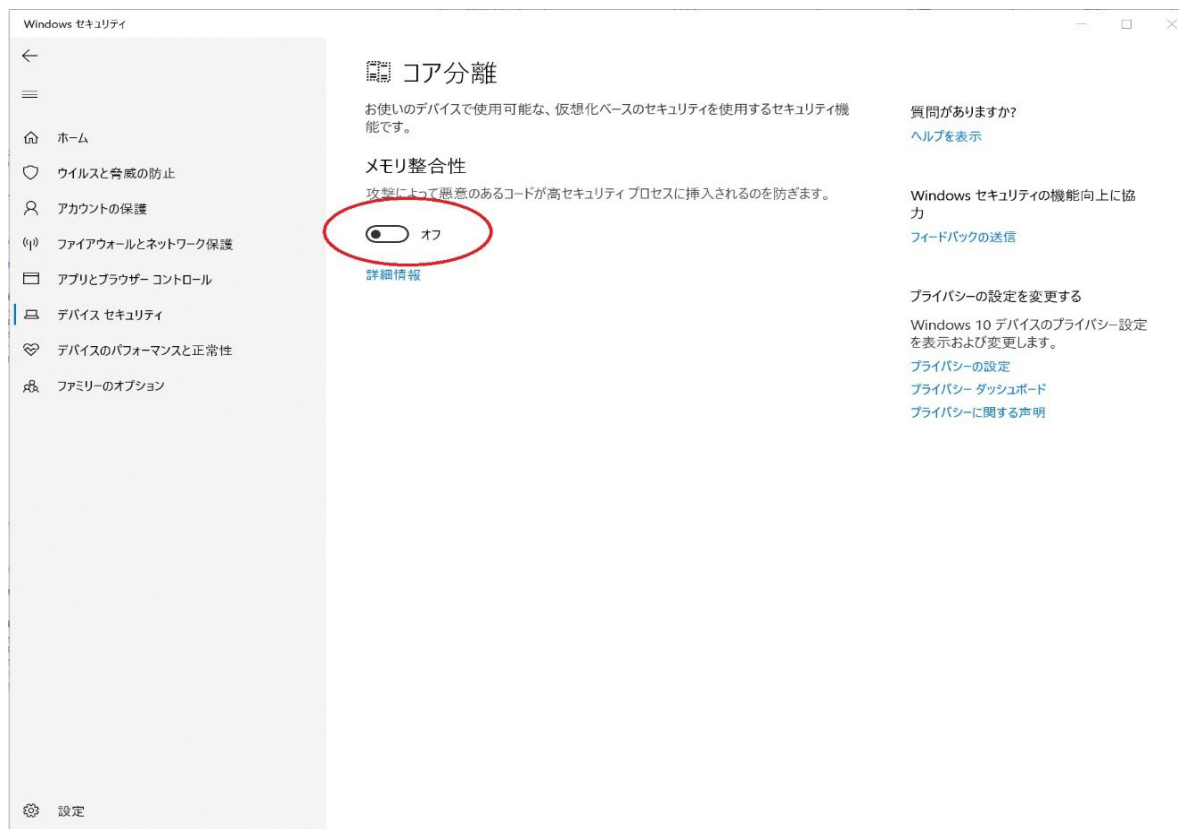 Windows セキュリティ
ホーム
ウイルスと脅威の防止
アカウントの保護
ファイアウォールとネットワーク保護
アプリとブラウザー コントロール
デバイス セキュリティ
デバイスのパフォーマンスと正常性
ファミリーのオプション
設定
コア分離
お使いのデバイスで使用可能な、仮想化ベースのセキュリティを使用するセキュリティ機
能です。
メモリ整合性
攻撃によって悪意のあるコードが高セキュリティ プロセスに挿入されるのを防ぎます。
オフ
詳細情報
質問がありますか?
ヘルプを表示
Windows セキュリティの機能向上に協
力
フィードバックの送信
プライバシーの設定を変更する
Windows 10 デバイスのプライバシー設定
を表示および変更します。
プライバシーの設定
プライバシー ダッシュボード
プライバシーに関する声明